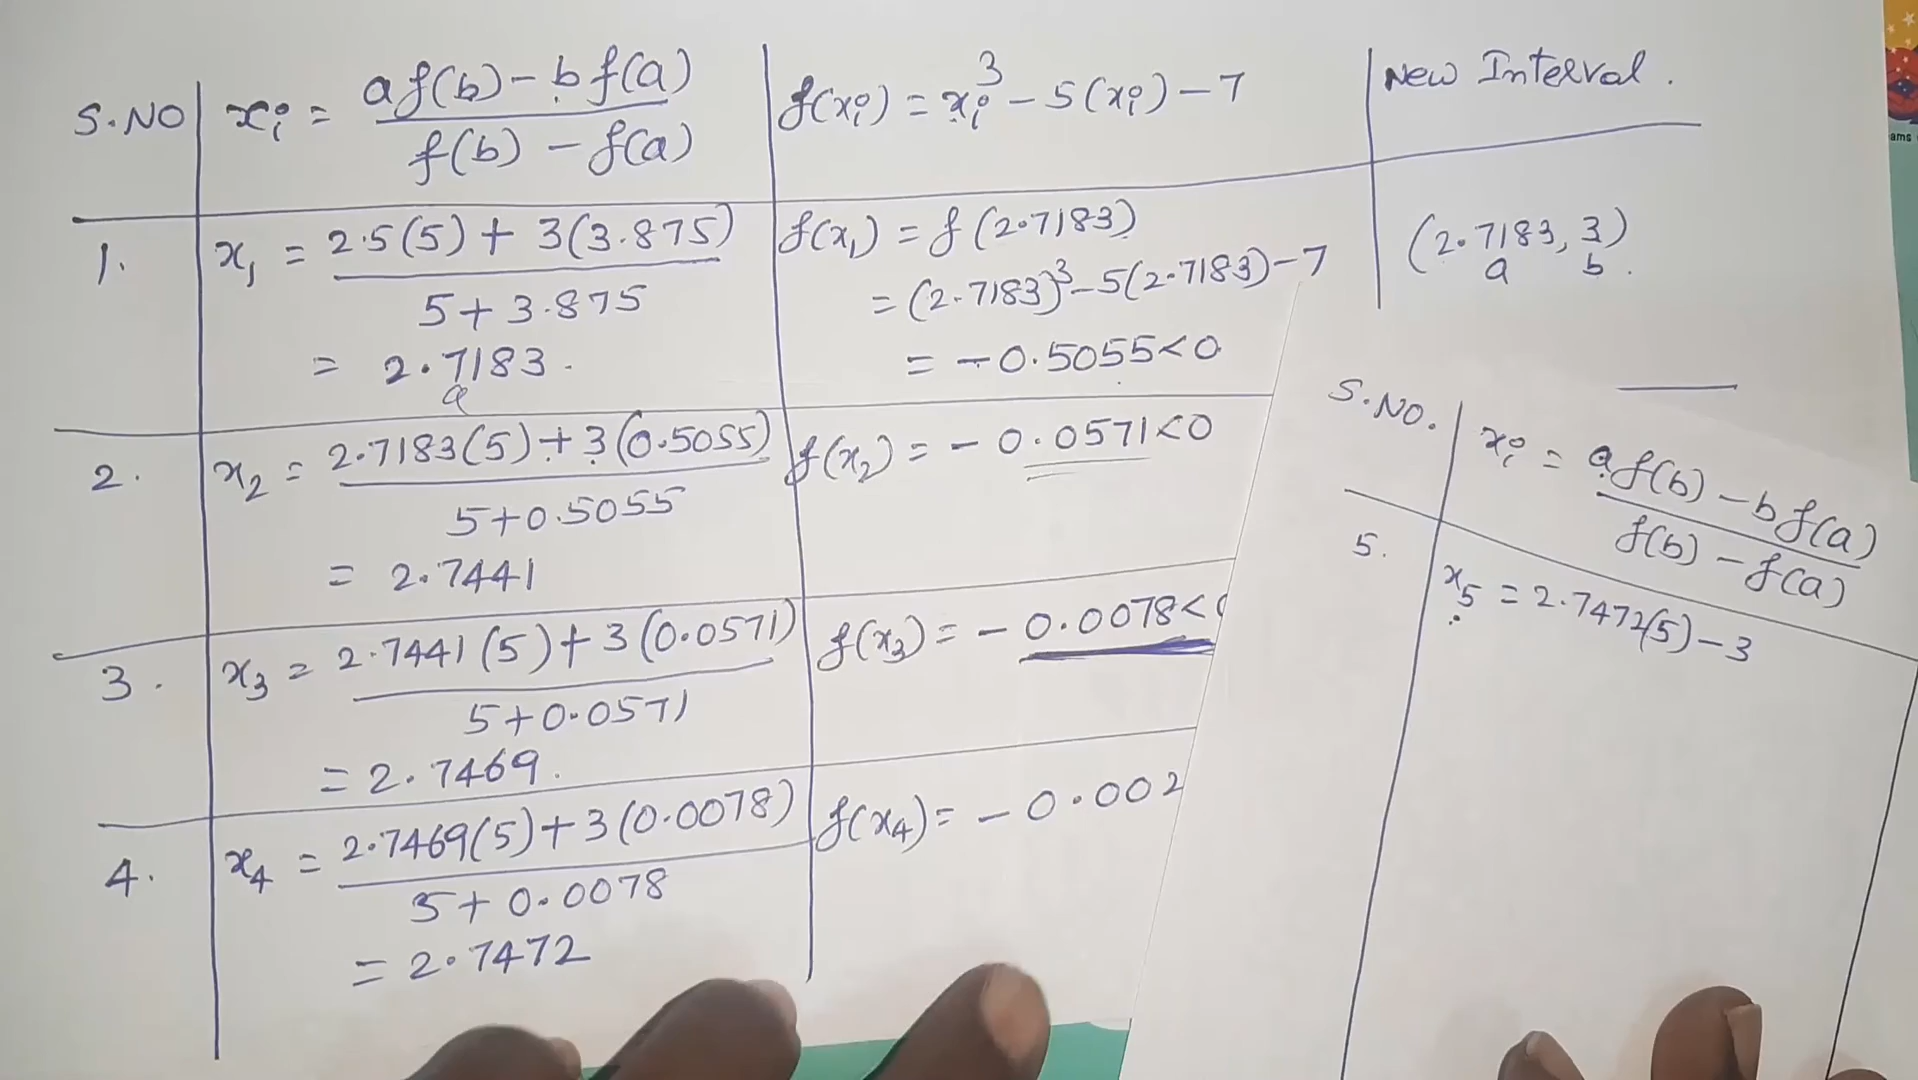 S.NO | xi = af(b) - bf(a) / f(b) - f(a) | f(xi) = xi³ - 5(xi) - 7 | New Interval.
1. | x₁ = 2.5(5) + 3(3.875) / 5 + 3.875
= 2.7183.
a
f(x₁) = f(2.7183)
= (2.7183)³ - 5(2.7183) - 7
= -0.5055 < 0
(2.7183, 3)
a b.
2. | x₂ = 2.7183(5) + 3(0.5055) / 5 + 0.5055
= 2.7441
f(x₂) = -0.0571 < 0
3. | x₃ = 2.7441(5) + 3(0.0571) / 5 + 0.0571
= 2.7469.
f(x₃) = -0.0078 <
4. | x₄ = 2.7469(5) + 3(0.0078) / 5 + 0.0078
= 2.7472
f(x₄) = -0.002
S.NO. | xi = af(b) - bf(a) / f(b) - f(a)
5. | x₅ = 2.7472(5) - 3
ams